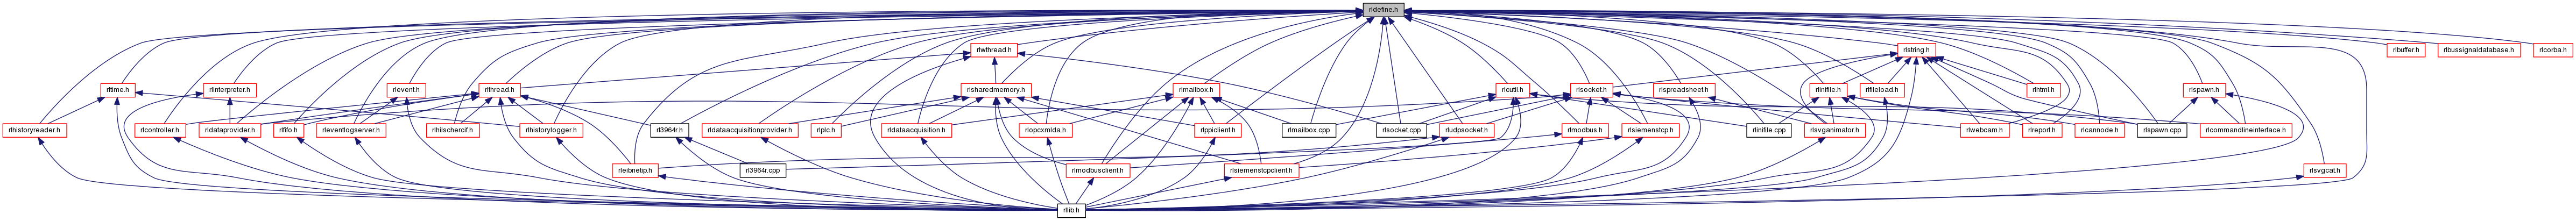 rldefine.h
rlwthread.h
rlstring.h
rlbuffer.h
rlbussignaldatabase.h
rlcorba.h
rltime.h
rlinterpreter.h
rlevent.h
rlthread.h
rlsharedmemory.h
rlmailbox.h
rlcutil.h
rlsocket.h
rlspreadsheet.h
rlinifile.h
rlfileload.h
rlhtml.h
rlspawn.h
rlhistoryreader.h
rlcontroller.h
rldataprovider.h
rlfifo.h
rleventlogserver.h
rlhilschercif.h
rlhistorylogger.h
rl3964r.h
rldataacquisitionprovider.h
rlpic.h
rldataacquisition.h
rlopcxmlda.h
rlppiclient.h
rlmailbox.cpp
rlsocket.cpp
rludpsocket.h
rlmodbus.h
rlsiemenstcp.h
rlinifile.cpp
rlsvganimator.h
rlwebcam.h
rlreport.h
rlcannode.h
rlspawn.cpp
rlcommandlineinterface.h
rleibnetip.h
rl3964r.cpp
rlmodbusclient.h
rlsiemenstcpclient.h
rlsvgcat.h
rllib.h